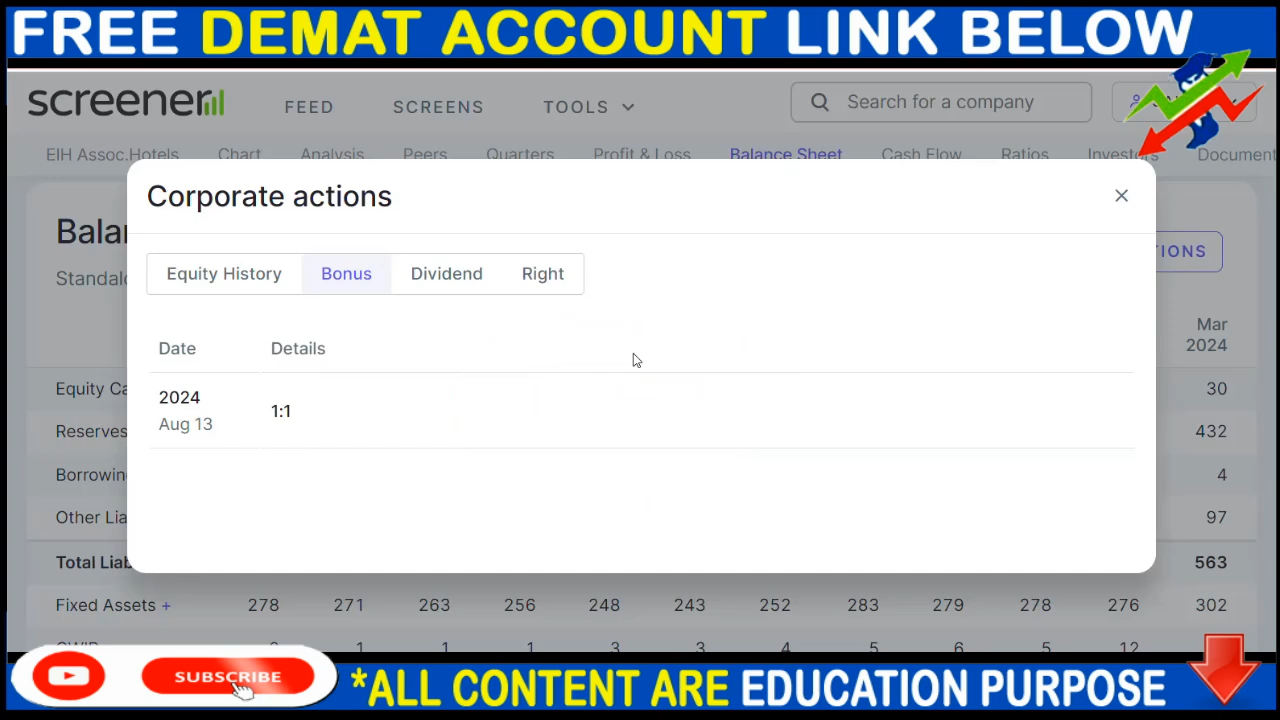 FREE DEMAT ACCOUNT LINK BELOW
screener
FEED SCREENS TOOLS
Search for a company
EIH Assoc.Hotels Chart Analysis Peers Quarters Profit & Loss Balance Sheet Cash Flow Ratios Investors Document
Corporate actions
Balan
IONS
Equity History Bonus Dividend Right
Standalo
Mar
2024
Date Details
Equity Ca 30
2024
Aug 13
1:1
Reserves 432
Borrowin 4
Other Lia 97
Total Liab 563
Fixed Assets + 278 271 263 256 248 243 252 283 279 278 276 302
CWIP 1 1 1 3 3 4 5 6 5 12
SUBSCRIBE
*ALL CONTENT ARE EDUCATION PURPOSE